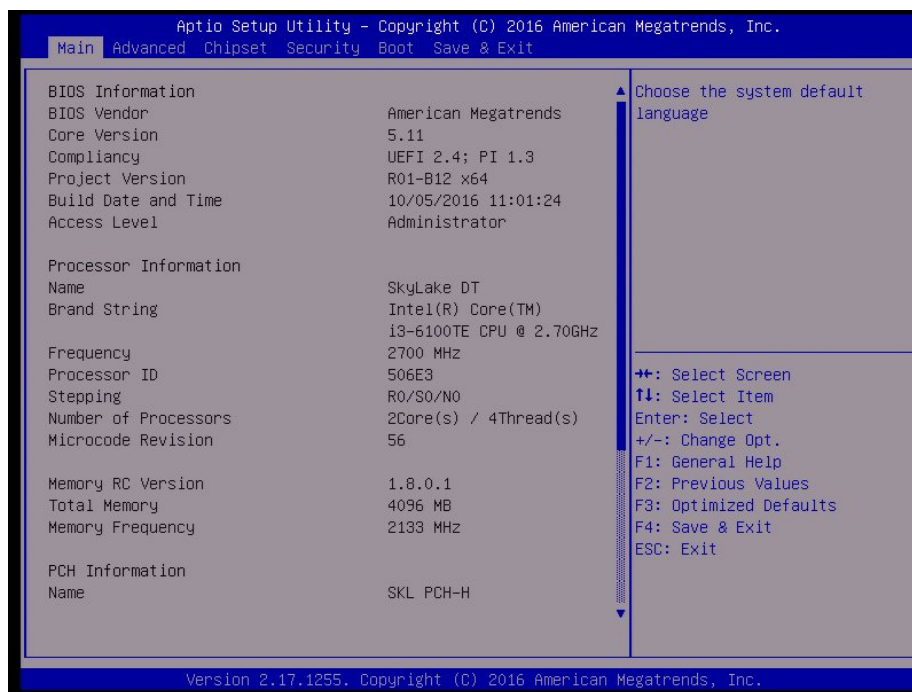 Aptio Setup Utility – Copyright (C) 2016 American Megatrends, Inc.
Main Advanced Chipset Security Boot Save & Exit
BIOS Information
BIOS Vendor American Megatrends
Core Version 5.11
Compliancy UEFI 2.4; PI 1.3
Project Version R01-B12 x64
Build Date and Time 10/05/2016 11:01:24
Access Level Administrator
Processor Information
Name SkyLake DT
Brand String Intel(R) Core(TM)
i3-6100TE CPU @ 2.70GHz
Frequency 2700 MHz
Processor ID 506E3
Stepping R0/S0/N0
Number of Processors 2Core(s) / 4Thread(s)
Microcode Revision 56
Memory RC Version 1.8.0.1
Total Memory 4096 MB
Memory Frequency 2133 MHz
PCH Information
Name SKL PCH-H
Choose the system default
language
→←: Select Screen
↑↓: Select Item
Enter: Select
+/-: Change Opt.
F1: General Help
F2: Previous Values
F3: Optimized Defaults
F4: Save & Exit
ESC: Exit
Version 2.17.1255. Copyright (C) 2016 American Megatrends, Inc.